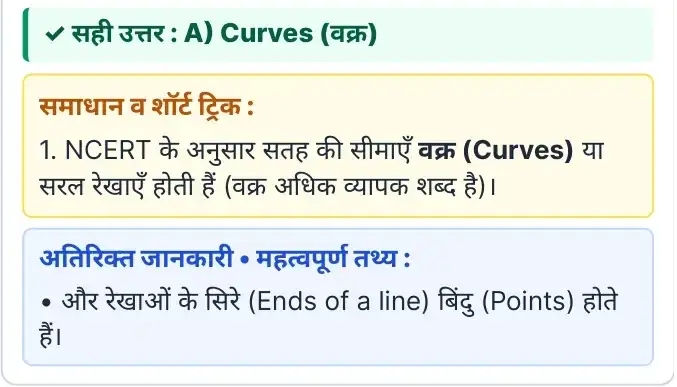 ✓ सही उत्तर : A) Curves (वक्र)
समाधान व शॉर्ट ट्रिक :
1. NCERT के अनुसार सतह की सीमाएँ वक्र (Curves) या
सरल रेखाएँ होती हैं (वक्र अधिक व्यापक शब्द है)।
अतिरिक्त जानकारी • महत्वपूर्ण तथ्य :
• और रेखाओं के सिरे (Ends of a line) बिंदु (Points) होते
हैं।